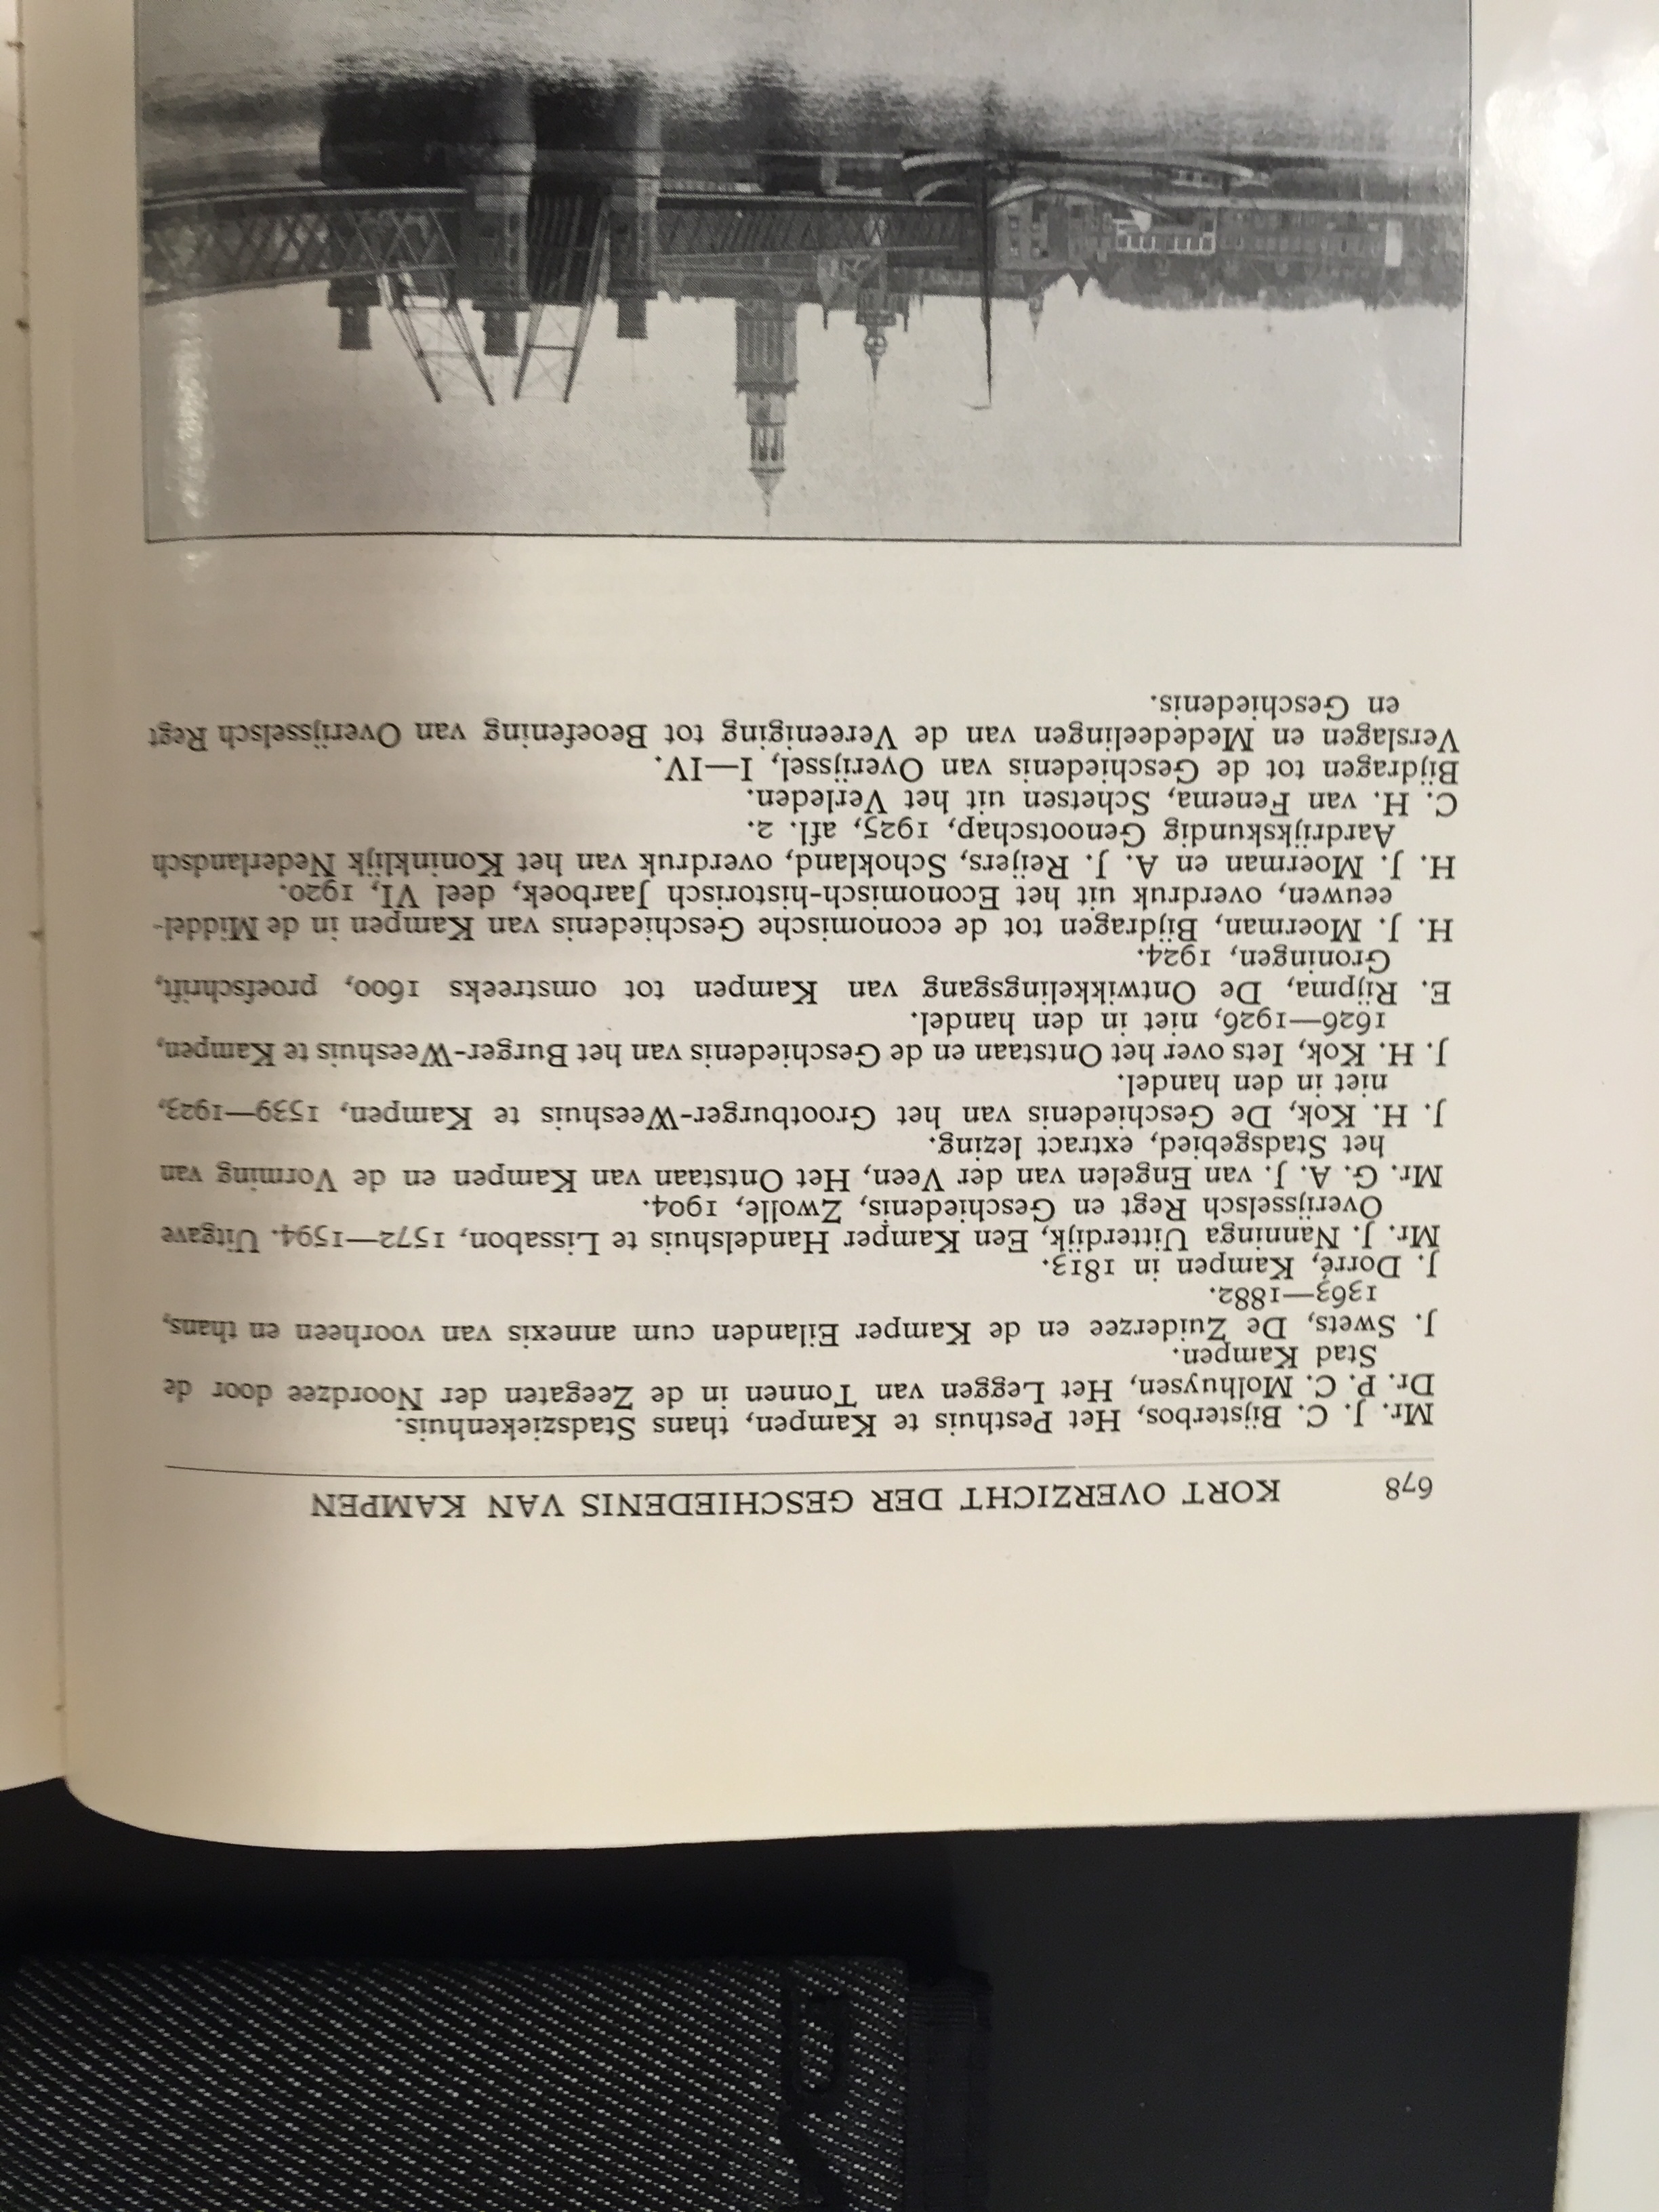 678 KORT OVERZICHT DER GESCHIEDENIS VAN KAMPEN
Mr. J. C. Bijsterbos, Het Pesthuis te Kampen, thans Stadsziekenhuis.
Dr. P. C. Molhuysen, Het Leggen van Tonnen in de Zeegaten der Noordzee door de
Stad Kampen.
J. Swets, De Zuiderzee en de Kamper Eilanden cum annexis van voorheen en thans,
1363—1882.
J. Dorré, Kampen in 1813.
Mr. J. Nanninga Uitterdijk, Een Kamper Handelshuis te Lissabon, 1572—1594. Uitgave
Overijsselsch Regt en Geschiedenis, Zwolle, 1904.
Mr. G. A. J. van Engelen van der Veen, Het Ontstaan van Kampen en de Vorming van
het Stadsgebied, extract lezing.
J. H. Kok, De Geschiedenis van het Grootburger-Weeshuis te Kampen, 1539—1923,
niet in den handel.
J. H. Kok, Iets over het Ontstaan en de Geschiedenis van het Burger-Weeshuis te Kampen,
1626—1926, niet in den handel.
E. Rijpma, De Ontwikkelingsgang van Kampen tot omstreeks 1600, proefschrift,
Groningen, 1924.
H. J. Moerman, Bijdragen tot de economische Geschiedenis van Kampen in de Middel-
eeuwen, overdruk uit het Economisch-historisch Jaarboek, deel VI, 1920.
H. J. Moerman en A. J. Reijers, Schokland, overdruk van het Koninklijk Nederlandsch
Aardrijkskundig Genootschap, 1925, afl. 2.
C. H. van Fenema, Schetsen uit het Verleden.
Bijdragen tot de Geschiedenis van Overijssel, I—IV.
Verslagen en Mededeelingen van de Vereeniging tot Beoefening van Overijsselsch Regt
en Geschiedenis.